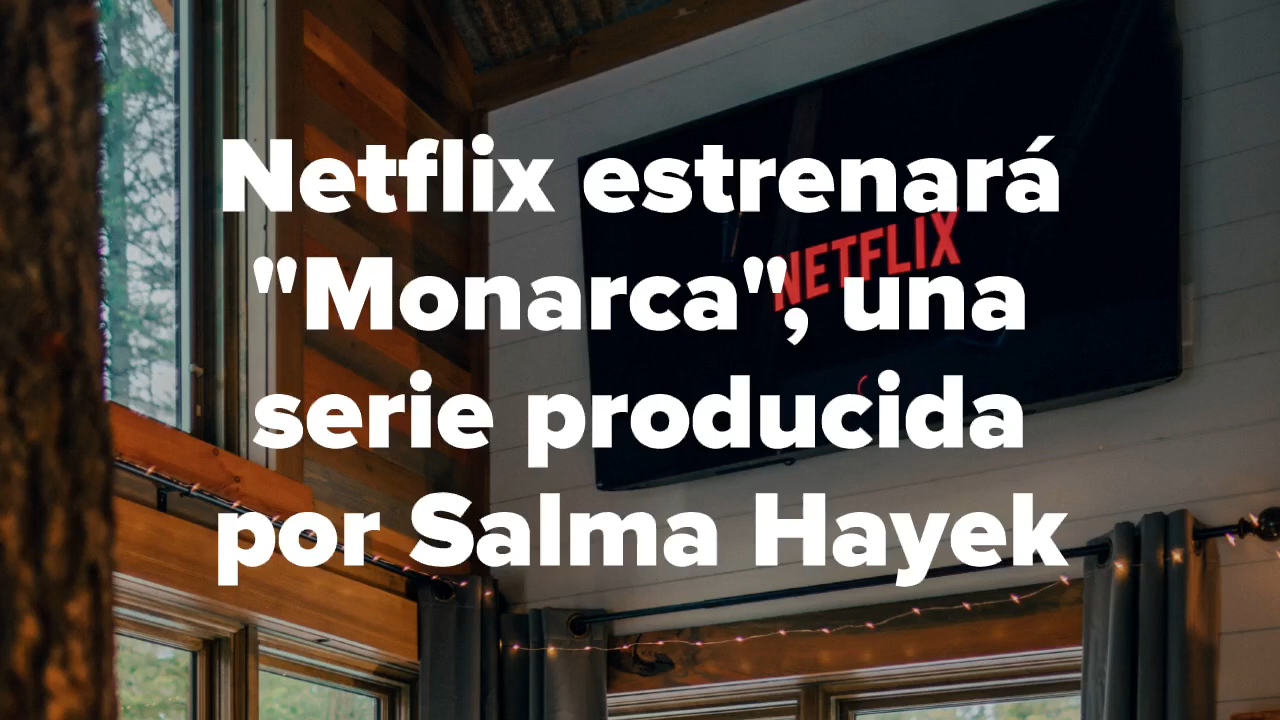 Netflix estrenará
"Monarca", una
serie producida
por Salma Hayek
NETFLIX